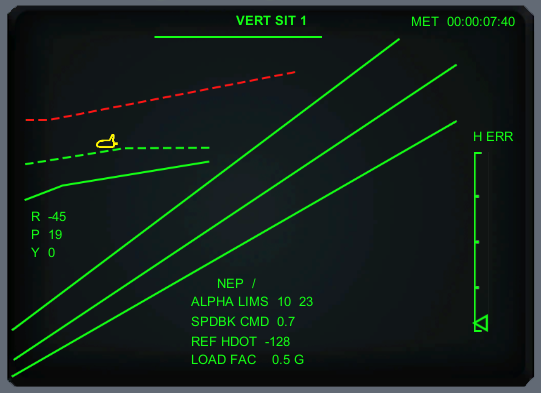 VERT SIT 1
MET 00:00:07:40
H ERR
R -45
P 19
Y 0
NEP /
ALPHA LIMS 10 23
SPDBK CMD 0.7
REF HDOT -128
LOAD FAC 0.5 G